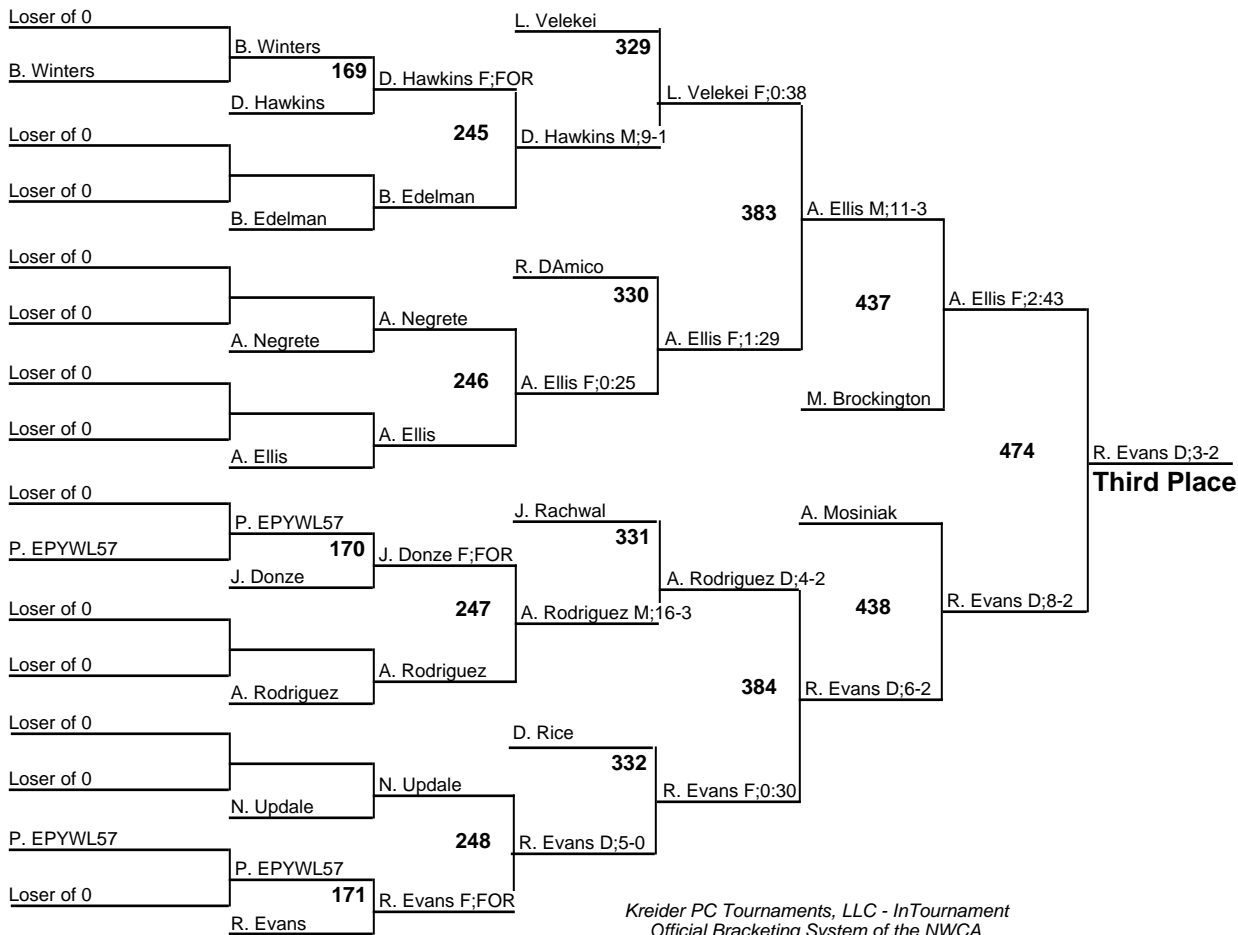 Loser of 0
B. Winters
B. Winters
169
D. Hawkins
D. Hawkins F;FOR
Loser of 0
Loser of 0
B. Edelman
B. Edelman
245
D. Hawkins M;9-1
L. Velekei
329
L. Velekei F;0:38
Loser of 0
Loser of 0
A. Negrete
A. Negrete
Loser of 0
Loser of 0
A. Ellis
A. Ellis
246
A. Ellis F;0:25
R. DAmico
330
A. Ellis F;1:29
383
A. Ellis M;11-3
437
M. Brockington
A. Ellis F;2:43
Loser of 0
P. EPYWL57
P. EPYWL57
170
J. Donze
J. Donze F;FOR
Loser of 0
Loser of 0
A. Rodriguez
A. Rodriguez
247
A. Rodriguez M;16-3
J. Rachwal
331
A. Rodriguez D;4-2
Loser of 0
Loser of 0
N. Updale
N. Updale
P. EPYWL57
Loser of 0
P. EPYWL57
171
R. Evans
R. Evans F;FOR
248
R. Evans D;5-0
D. Rice
332
R. Evans F;0:30
384
R. Evans D;6-2
A. Mosiniak
438
R. Evans D;8-2
474
R. Evans D;3-2
Third Place
Kreider PC Tournaments, LLC - InTournament
Official Bracketing System of the NWCA